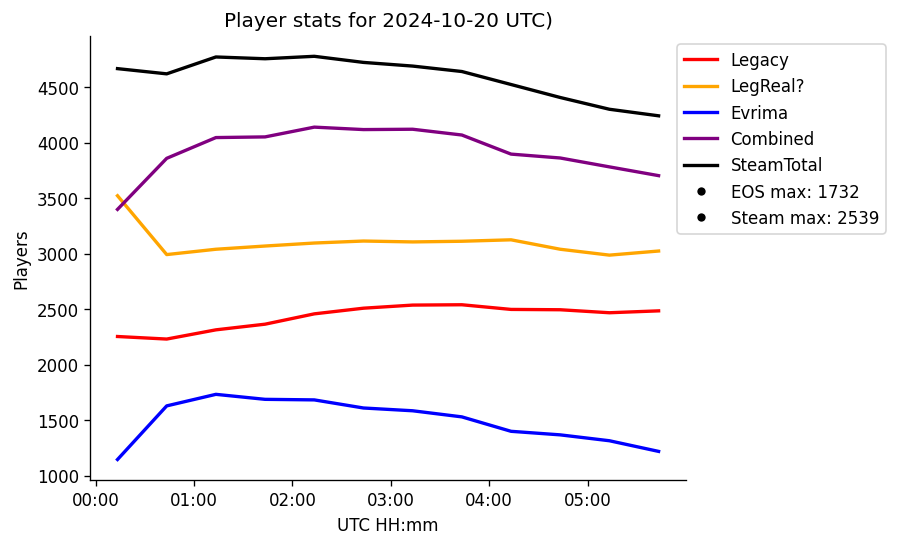 Player stats for 2024-10-20 UTC)
Legacy
LegReal?
Evrima
Combined
SteamTotal
EOS max: 1732
Steam max: 2539
Players
4500
4000
3500
3000
2500
2000
1500
1000
00:00 01:00 02:00 03:00 04:00 05:00
UTC HH:mm